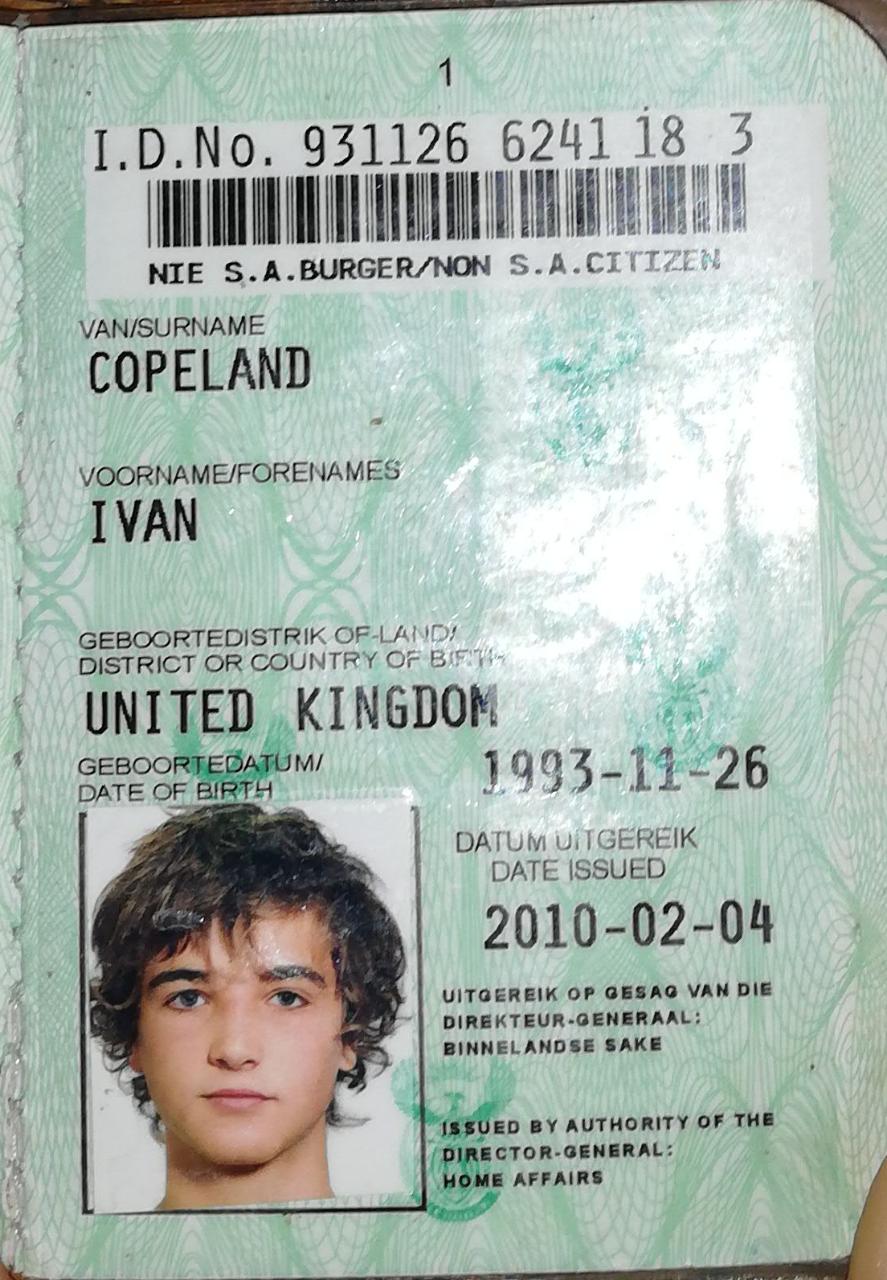 1
I.D.No. 931126 6241 18 3
NIE S.A.BURGER/NON S.A.CITIZEN
VAN/SURNAME
COPELAND
VOORNAME/FORENAMES
IVAN
GEBOORTEDISTRIK OF-LAND/
DISTRICT OR COUNTRY OF BIRTH
UNITED KINGDOM
GEBOORTEDATUM/
DATE OF BIRTH
1993-11-26
DATUM UITGEREIK
DATE ISSUED
2010-02-04
UITGEREIK OP GESAG VAN DIE
DIREKTEUR-GENERAAL:
BINNELANDSE SAKE
ISSUED BY AUTHORITY OF THE
DIRECTOR-GENERAL:
HOME AFFAIRS